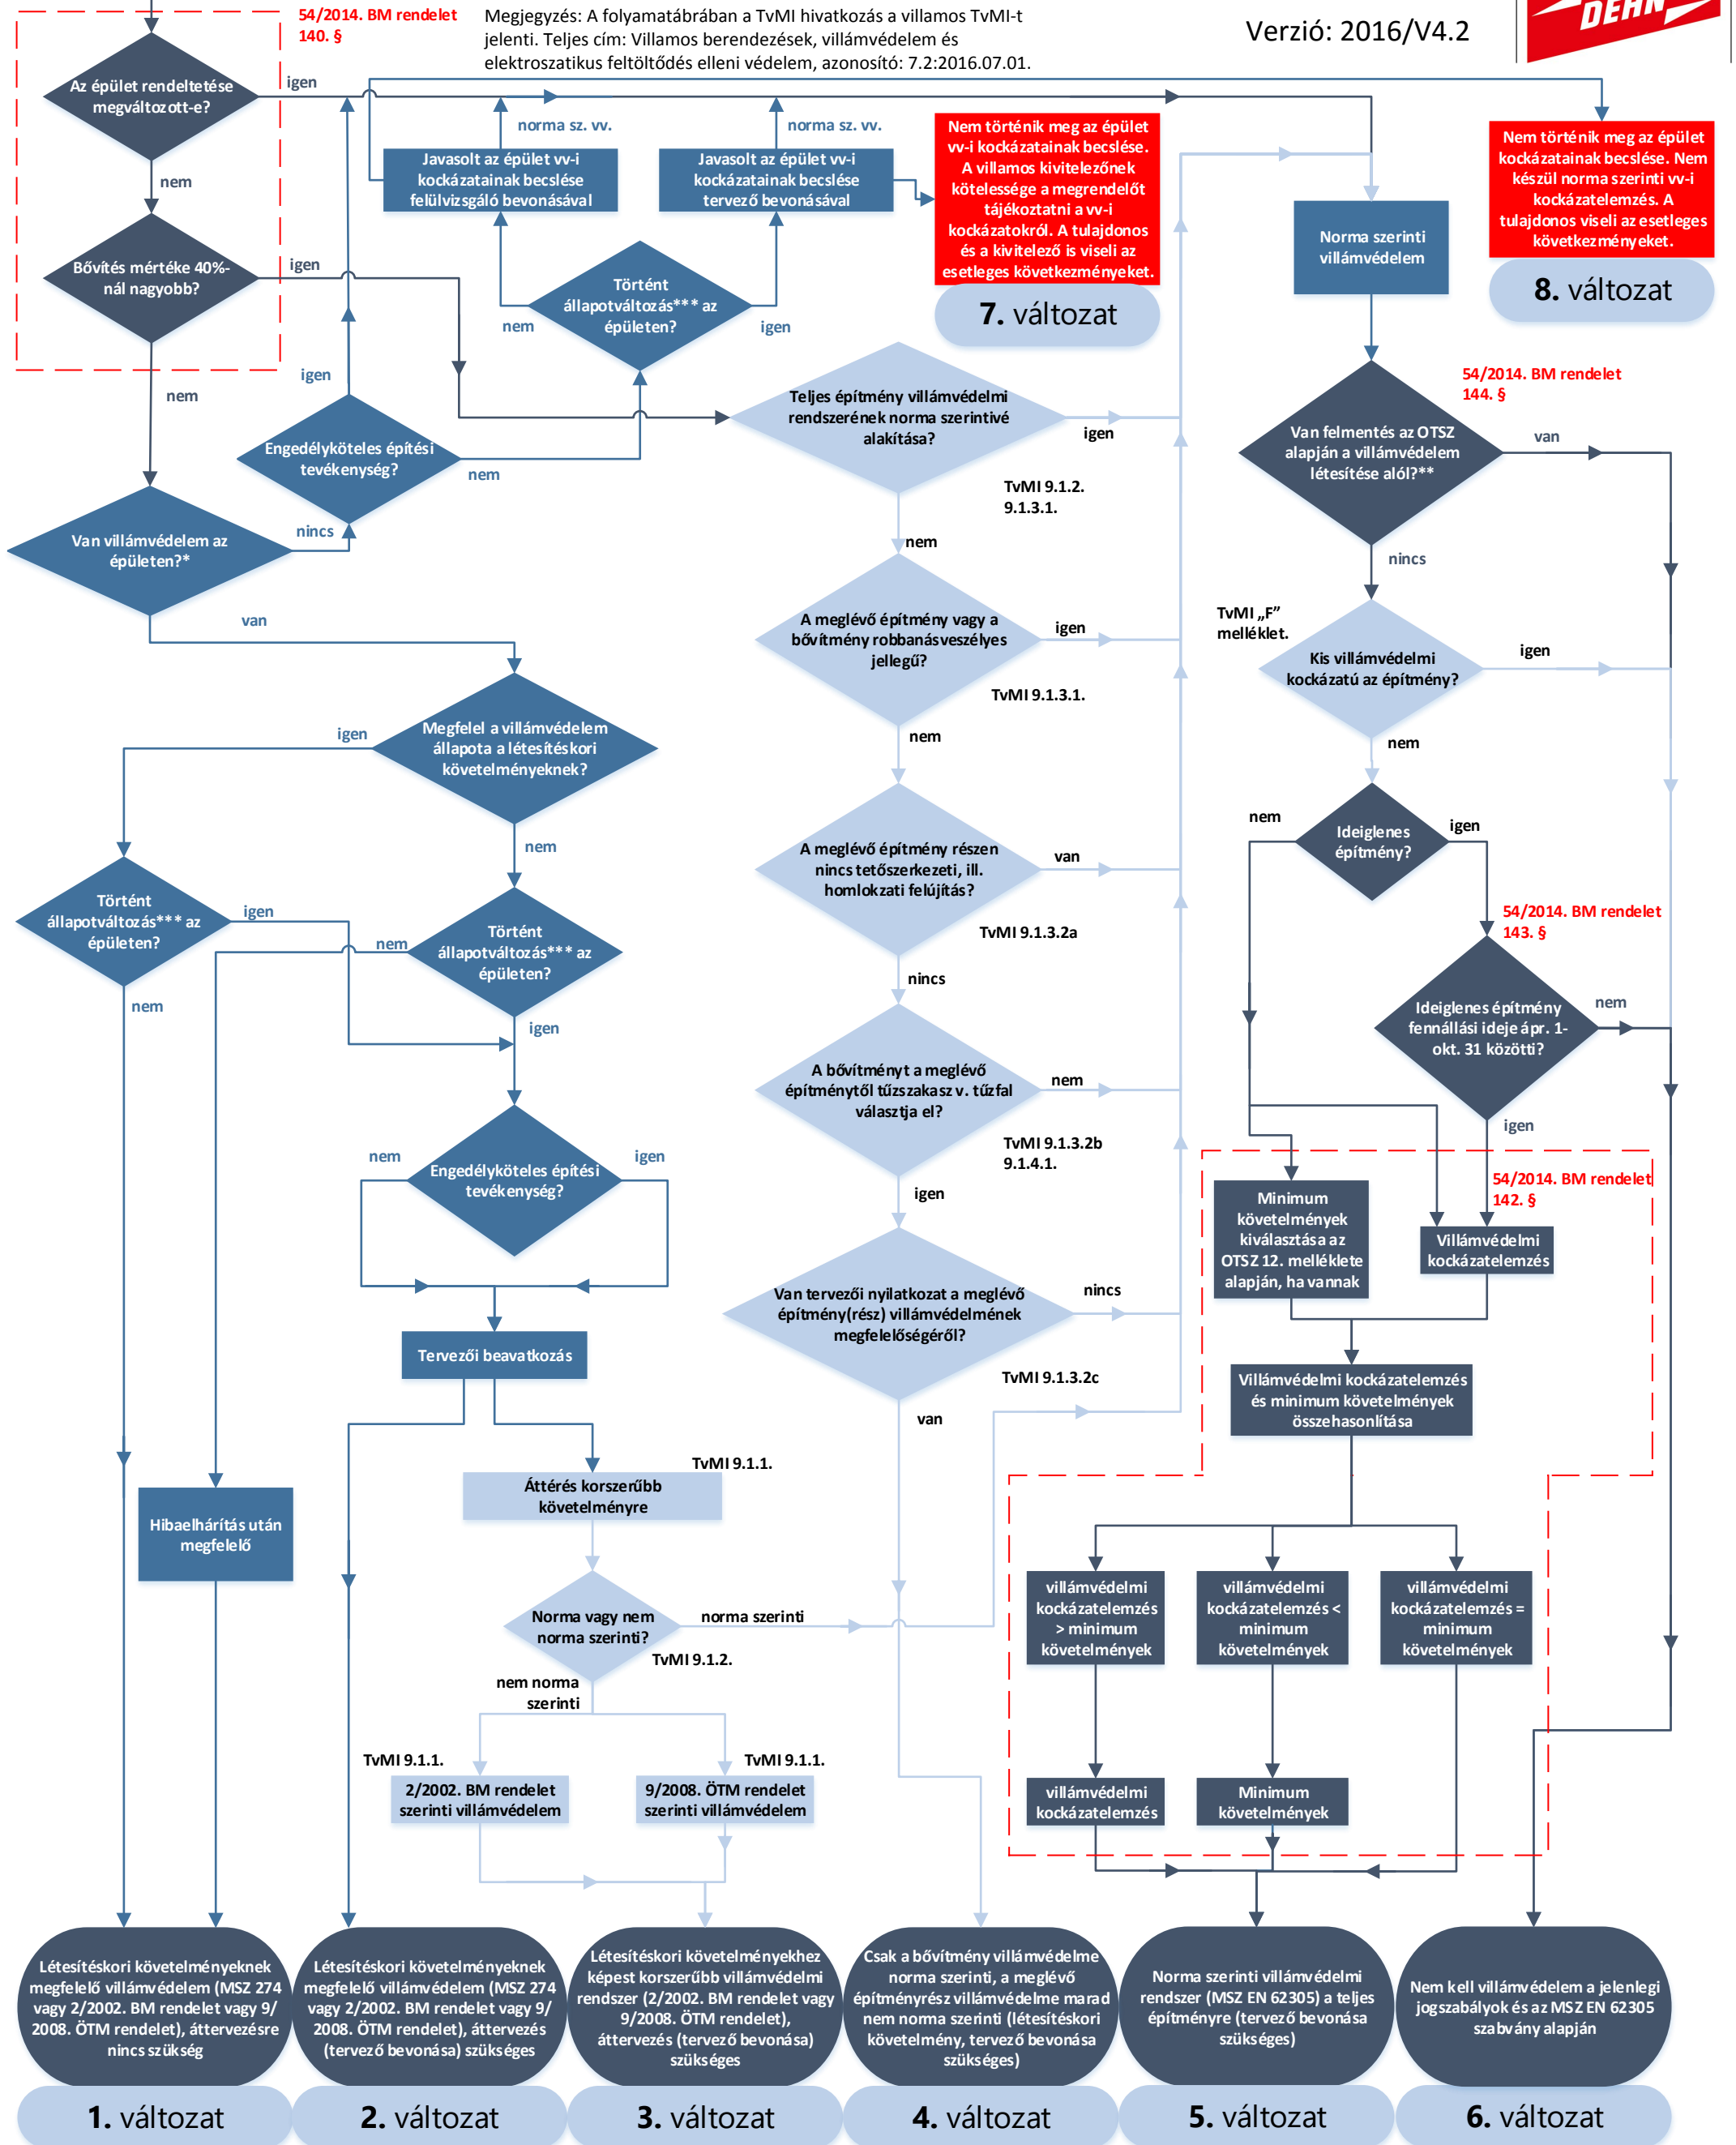 54/2014. BM rendelet
140. §
Megjegyzés: A folyamatábrában a TvMI hivatkozás a villamos TvMI-t
jelenti. Teljes cím: Villamos berendezések, villámvédelem és
elektroszatikus feltöltődés elleni védelem, azonosító: 7.2:2016.07.01.
Verzió: 2016/V4.2
DEHN
Az épület rendeltetése
megváltozott-e?
igen
nem
norma sz. vv.
norma sz. vv.
Javasolt az épület vv-i
kockázatainak becslése
felülvizsgáló bevonásával
Javasolt az épület vv-i
kockázatainak becslése
tervező bevonásával
Nem történik meg az épület
vv-i kockázatainak becslése.
A villamos kivitelezőnek
kötelessége a megrendelőt
tájékoztatni a vv-i
kockázatokról. A tulajdonos
és a kivitelező is viseli az
esetleges következményeket.
7. változat
Nem történik meg az épület
kockázatainak becslése. Nem
készül norma szerinti vv-i
kockázatelemzés. A
tulajdonos viseli az esetleges
következményeket.
8. változat
Norma szerinti
villámvédelem
Bővítés mértéke 40%-
nál nagyobb?
igen
nem
Történt
állapotváltozás*** az
épületen?
nem
igen
igen
Engedélyköteles építési
tevékenység?
nem
Teljes építmény villámvédelmi
rendszerének norma szerintivé
alakítása?
igen
TvMI 9.1.2.
9.1.3.1.
nem
54/2014. BM rendelet
144. §
Van felmentés az OTSZ
alapján a villámvédelem
létesítése alól?**
van
nincs
Van villámvédelem az
épületen?*
nincs
van
A meglévő építmény vagy a
bővítmény robbanásveszélyes
jellegű?
igen
TvMI 9.1.3.1.
nem
TvMI „F”
melléklet.
Kis villámvédelmi
kockázatú az építmény?
igen
nem
Megfelel a villámvédelem
állapota a létesítéskori
követelményeknek?
igen
nem
A meglévő építmény részen
nincs tetőszerkezeti, ill.
homlokzati felújítás?
van
TvMI 9.1.3.2a
nincs
Ideiglenes
építmény?
nem
igen
54/2014. BM rendelet
143. §
Ideiglenes építmény
fennállási ideje ápr. 1-
okt. 31 közötti?
nem
igen
Történt
állapotváltozás*** az
épületen?
igen
nem
Történt
állapotváltozás*** az
épületen?
nem
igen
A bővítményt a meglévő
építménytől tűzszakasz v. tűzfal
választja el?
nem
TvMI 9.1.3.2b
9.1.4.1.
igen
Engedélyköteles építési
tevékenység?
nem
igen
54/2014. BM rendelet
142. §
Minimum
követelmények
kiválasztása az
OTSZ 12. melléklete
alapján, ha vannak
Villámvédelmi
kockázatelemzés
Van tervezői nyilatkozat a meglévő
építmény(rész) villámvédelmének
megfelelőségéről?
nincs
TvMI 9.1.3.2c
van
Tervezői beavatkozás
Villámvédelmi kockázatelemzés
és minimum követelmények
összehasonlítása
TvMI 9.1.1.
Áttérés korszerűbb
követelményre
Hibaelhárítás után
megfelelő
Norma vagy nem
norma szerinti?
norma szerinti
TvMI 9.1.2.
nem norma
szerinti
villámvédelmi
kockázatelemzés
> minimum
követelmények
villámvédelmi
kockázatelemzés <
minimum
követelmények
villámvédelmi
kockázatelemzés =
minimum
követelmények
TvMI 9.1.1.
TvMI 9.1.1.
2/2002. BM rendelet
szerinti villámvédelem
9/2008. ÖTM rendelet
szerinti villámvédelem
villámvédelmi
kockázatelemzés
Minimum
követelmények
Létesítéskori követelményeknek
megfelelő villámvédelem (MSZ 274
vagy 2/2002. BM rendelet vagy 9/
2008. ÖTM rendelet), áttervezésre
nincs szükség
Létesítéskori követelményeknek
megfelelő villámvédelem (MSZ 274
vagy 2/2002. BM rendelet vagy 9/
2008. ÖTM rendelet), áttervezés
(tervező bevonása) szükséges
Létesítéskori követelményekhez
képest korszerűbb villámvédelmi
rendszer (2/2002. BM rendelet vagy
9/2008. ÖTM rendelet),
áttervezés (tervező bevonása)
szükséges
Csak a bővítmény villámvédelme
norma szerinti, a meglévő
építményrész villámvédelme marad
nem norma szerinti (létesítéskori
követelmény, tervező bevonása
szükséges)
Norma szerinti villámvédelmi
rendszer (MSZ EN 62305) a teljes
építményre (tervező bevonása
szükséges)
Nem kell villámvédelem a jelenlegi
jogszabályok és az MSZ EN 62305
szabvány alapján
1. változat
2. változat
3. változat
4. változat
5. változat
6. változat